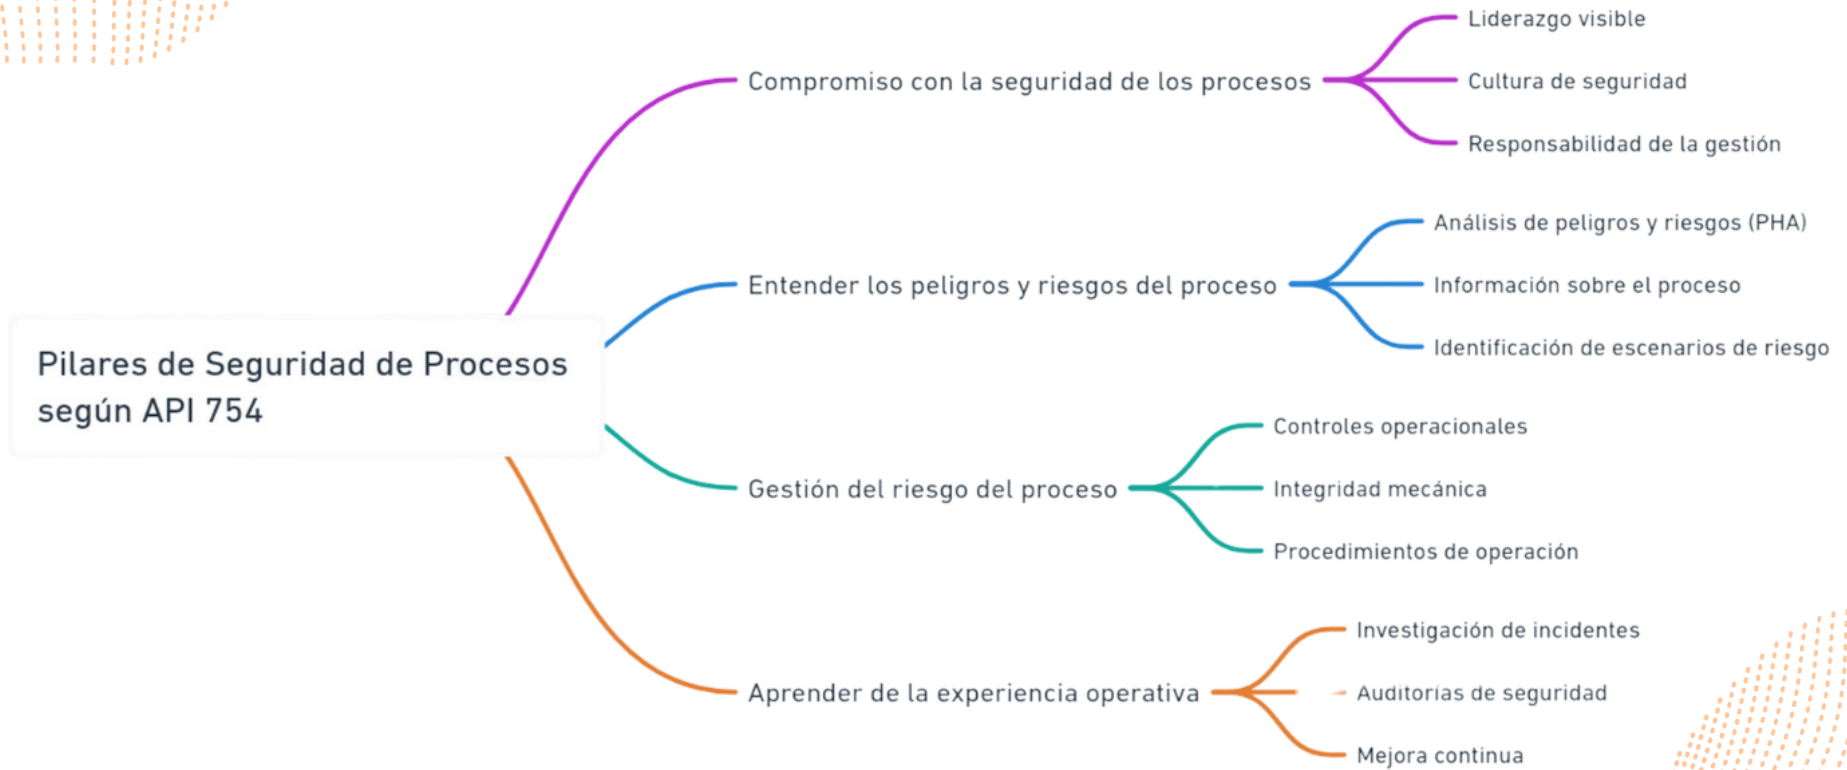 Pilares de Seguridad de Procesos
según API 754
Compromiso con la seguridad de los procesos
Liderazgo visible
Cultura de seguridad
Responsabilidad de la gestión
Entender los peligros y riesgos del proceso
Análisis de peligros y riesgos (PHA)
Información sobre el proceso
Identificación de escenarios de riesgo
Gestión del riesgo del proceso
Controles operacionales
Integridad mecánica
Procedimientos de operación
Aprender de la experiencia operativa
Investigación de incidentes
Auditorías de seguridad
Mejora continua